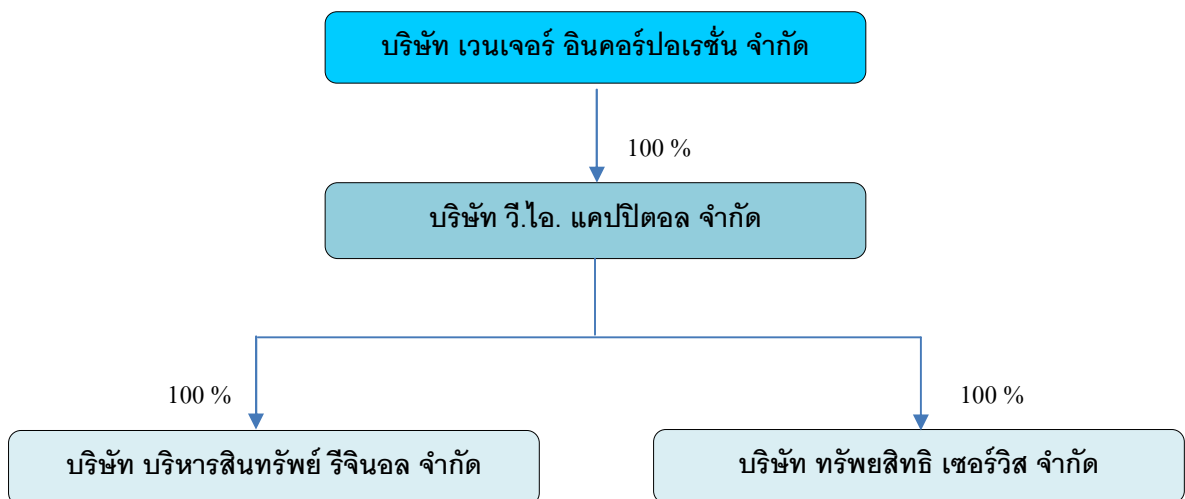 บริษัท เวนเจอร์ อินคอร์ปอเรชั่น จำกัด
100 %
บริษัท วี.ไอ. แคปปิตอล จำกัด
100 %
100 %
บริษัท บริหารสินทรัพย์ รีจินอล จำกัด
บริษัท ทรัพยสิทธิ เซอร์วิส จำกัด